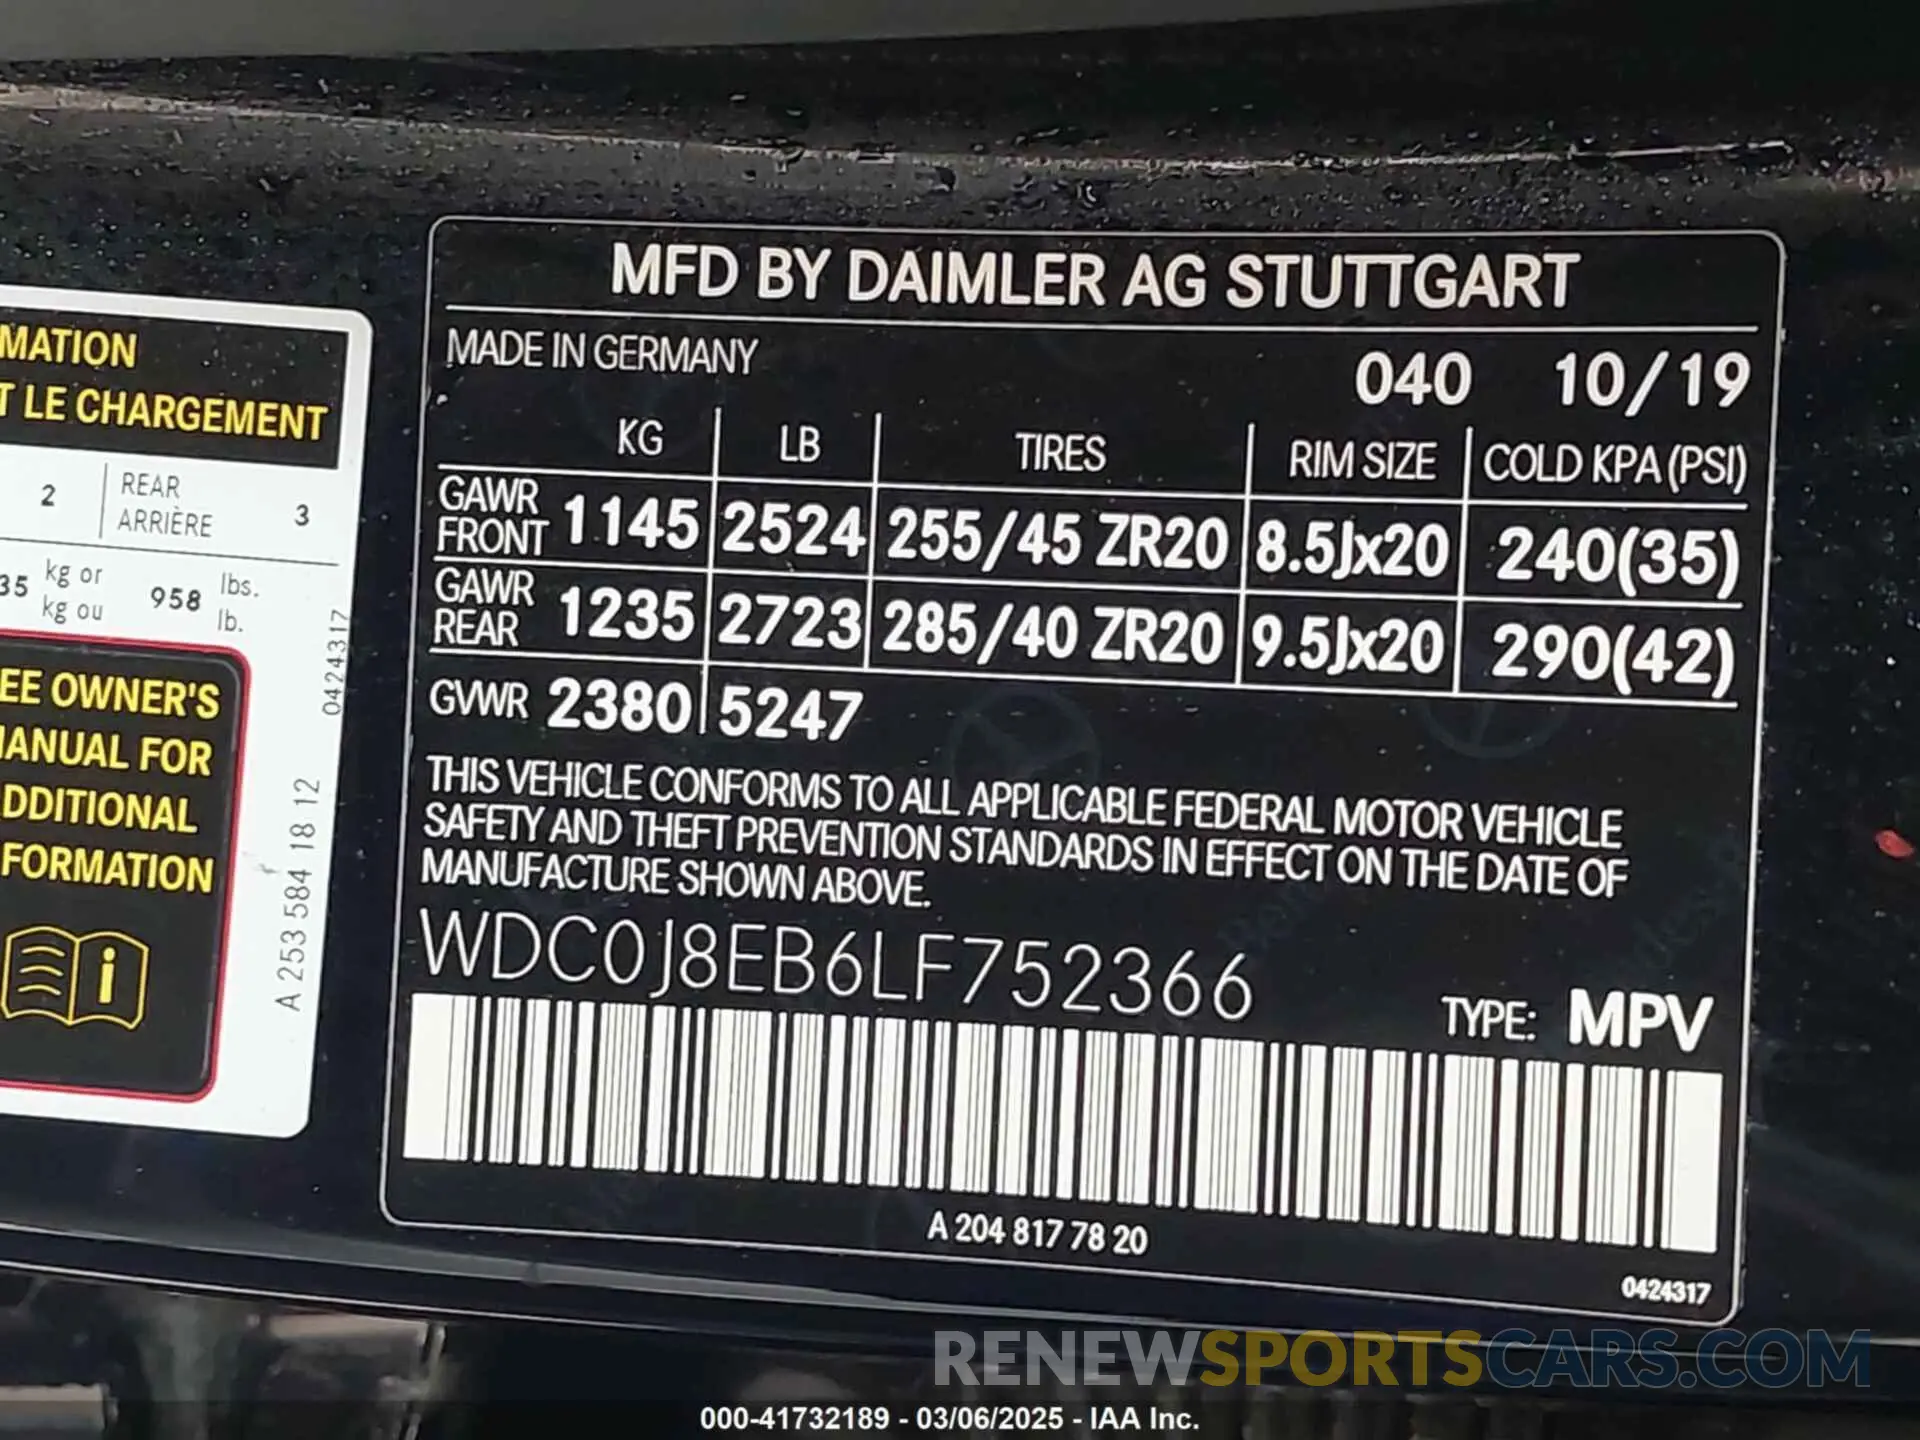 MATION
T LE CHARGEMENT
2 REAR ARRIÈRE 3
35 kg or kg ou 958 lbs. lb.
EE OWNER'S
MANUAL FOR
DDITIONAL
FORMATION
i
A 253 584 18 12 0424317
MFD BY DAIMLER AG STUTTGART
MADE IN GERMANY
040 10/19
KG LB TIRES RIM SIZE COLD KPA (PSI)
GAWR FRONT 1145 2524 255/45 ZR20 8.5Jx20 240(35)
GAWR REAR 1235 2723 285/40 ZR20 9.5Jx20 290(42)
GVWR 2380 5247
THIS VEHICLE CONFORMS TO ALL APPLICABLE FEDERAL MOTOR VEHICLE
SAFETY AND THEFT PREVENTION STANDARDS IN EFFECT ON THE DATE OF
MANUFACTURE SHOWN ABOVE.
WDC0J8EB6LF752366
TYPE: MPV
A 204 817 78 20
0424317
RENEWSPORTSCARS.COM
000-41732189 - 03/06/2025 - IAA Inc.